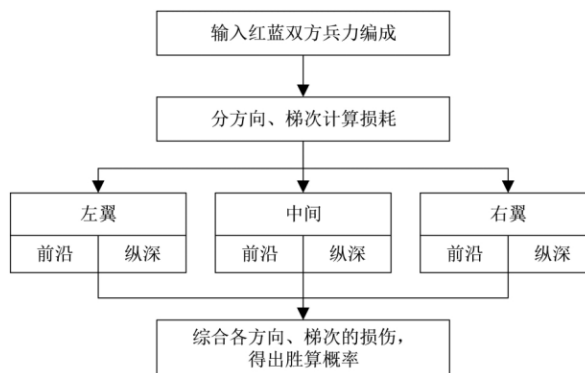 输入红蓝双方兵力编成
分方向、梯次计算损耗
左翼
中间
右翼
前沿
纵深
前沿
纵深
前沿
纵深
综合各方向、梯次的损伤，
得出胜算概率